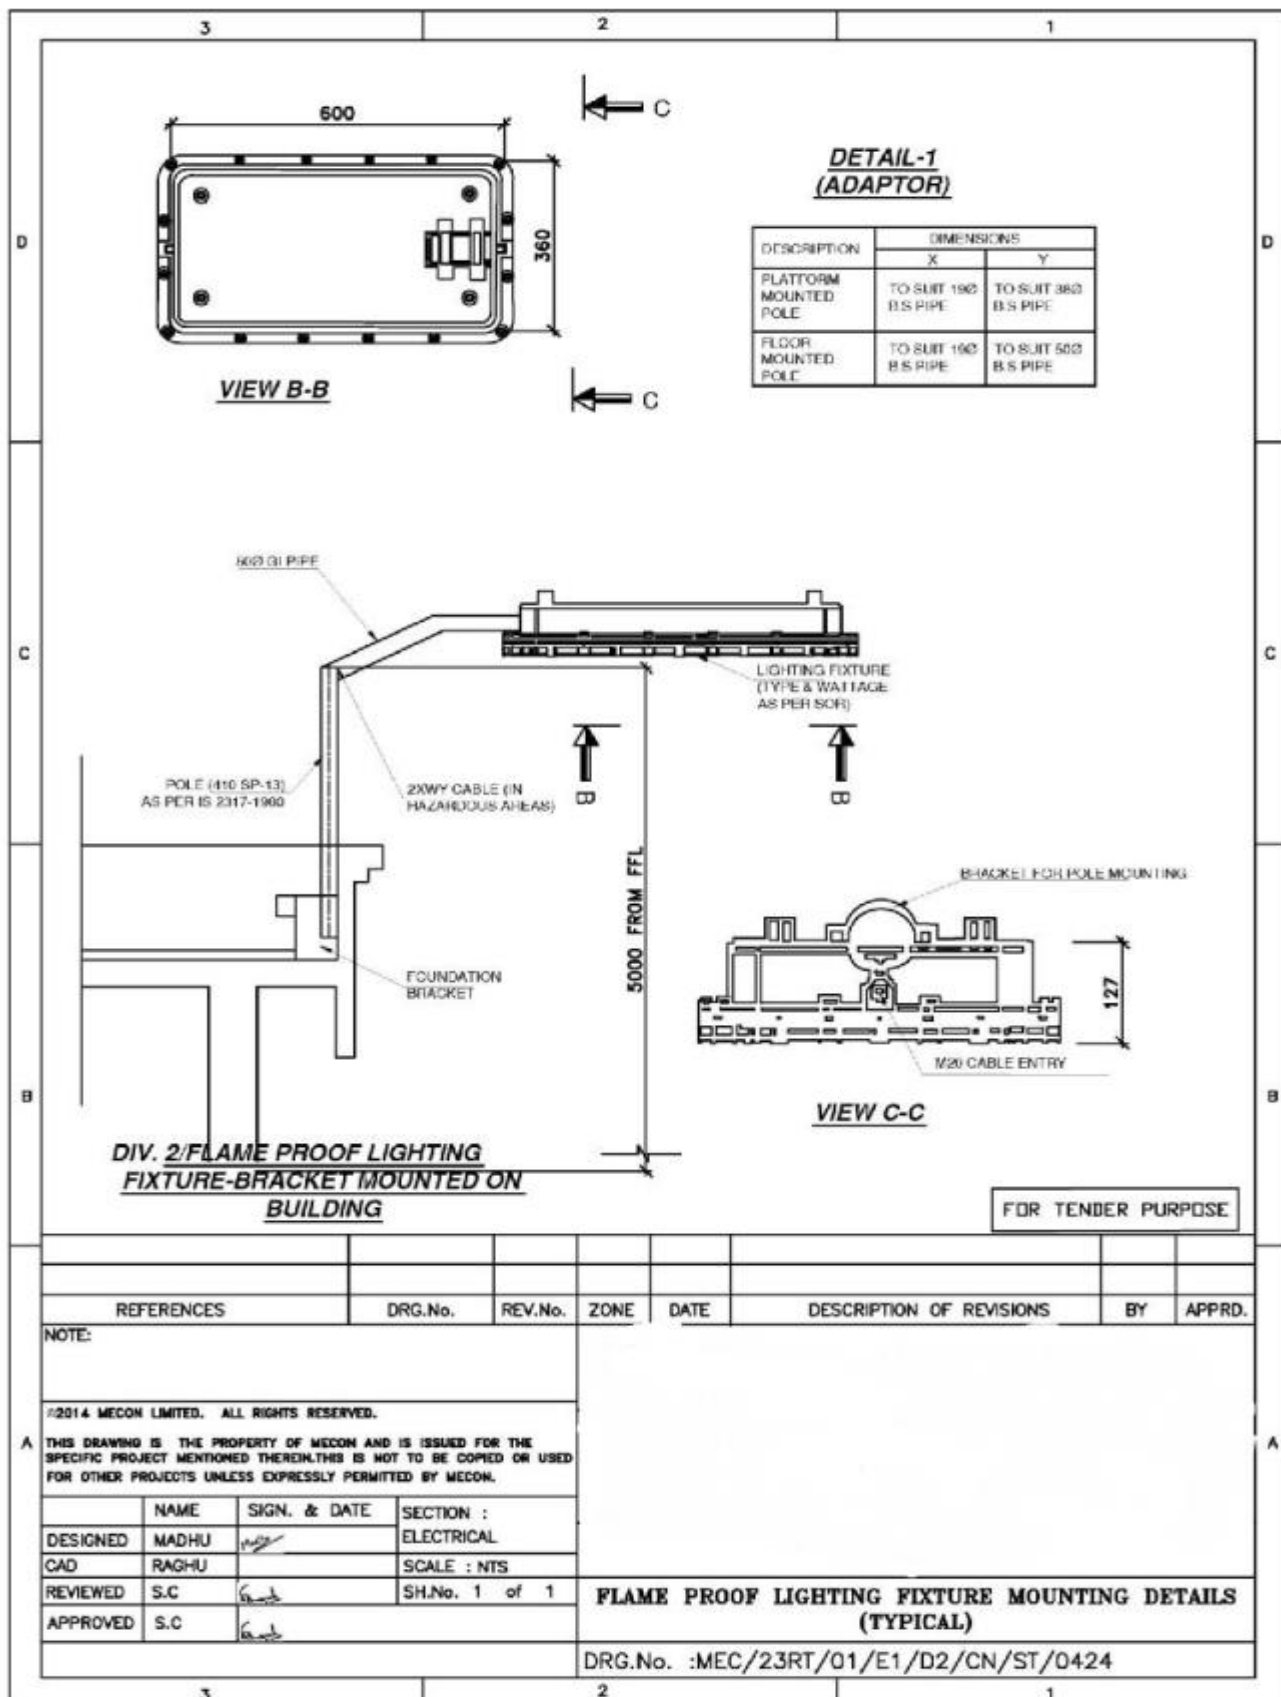 3 2 1
600
C
DETAIL-1
(ADAPTOR)
D
360
D
DESCRIPTION
DIMENSIONS
X Y
PLATFORM
MOUNTED
POLE
TO SUIT 19Ø
B.S PIPE
TO SUIT 38Ø
B.S PIPE
FLOOR
MOUNTED
POLE
TO SUIT 19Ø
B.S PIPE
TO SUIT 50Ø
B.S PIPE
VIEW B-B
C
GI PIPE
C
C
LIGHTING FIXTURE
(TYPE & WATTAGE
AS PER SOR)
POLE (410 SP-13)
AS PER IS
2XWY CABLE (IN
HAZARDOUS AREAS)
B
B
5000 FROM FFL
BRACKET FOR POLE MOUNTING
FOUNDATION
BRACKET
127
M20 CABLE ENTRY
B
B
VIEW C-C
DIV. 2/FLAME PROOF LIGHTING
FIXTURE-BRACKET MOUNTED ON
BUILDING
FOR TENDER PURPOSE
REFERENCES DRG.No. REV.No. ZONE DATE DESCRIPTION OF REVISIONS BY APPRD.
NOTE:
©2014 MECON LIMITED. ALL RIGHTS RESERVED.
A
THIS DRAWING IS THE PROPERTY OF MECON AND IS ISSUED FOR THE
SPECIFIC PROJECT MENTIONED THEREIN.THIS IS NOT TO BE COPIED OR USED
FOR OTHER PROJECTS UNLESS EXPRESSLY PERMITTED BY MECON.
A
NAME SIGN. & DATE SECTION :
DESIGNED MADHU ELECTRICAL
CAD RAGHU SCALE : NTS
REVIEWED S.C SH.No. 1 of 1
APPROVED S.C
FLAME PROOF LIGHTING FIXTURE MOUNTING DETAILS
(TYPICAL)
DRG.No. :MEC/23RT/01/E1/D2/CN/ST/0424
3 2 1